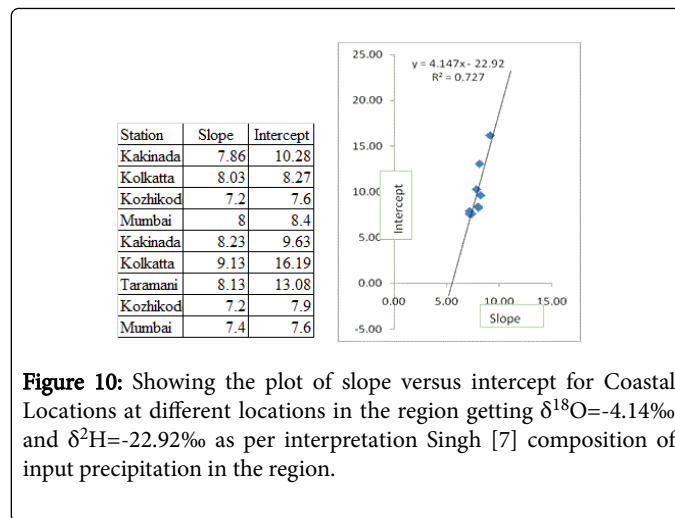 Station Slope Intercept
Kakinada 7.86 10.28
Kolkatta 8.03 8.27
Kozhikod 7.2 7.6
Mumbai 8 8.4
Kakinada 8.23 9.63
Kolkatta 9.13 16.19
Taramani 8.13 13.08
Kozhikod 7.2 7.9
Mumbai 7.4 7.6
25.00
y = 4.147x - 22.92
R² = 0.727
20.00
15.00
Intercept
10.00
5.00
0.00
0.00 5.00 10.00 15.00
Slope
-5.00
Figure 10: Showing the plot of slope versus intercept for Coastal
Locations at different locations in the region getting δ¹⁸O=-4.14‰
and δ²H=-22.92‰ as per interpretation Singh [7] composition of
input precipitation in the region.